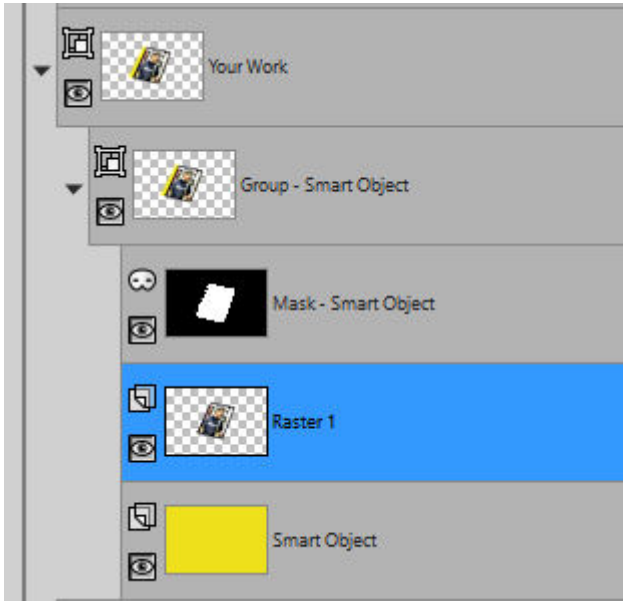 Your Work
Group - Smart Object
Mask - Smart Object
Raster 1
Smart Object